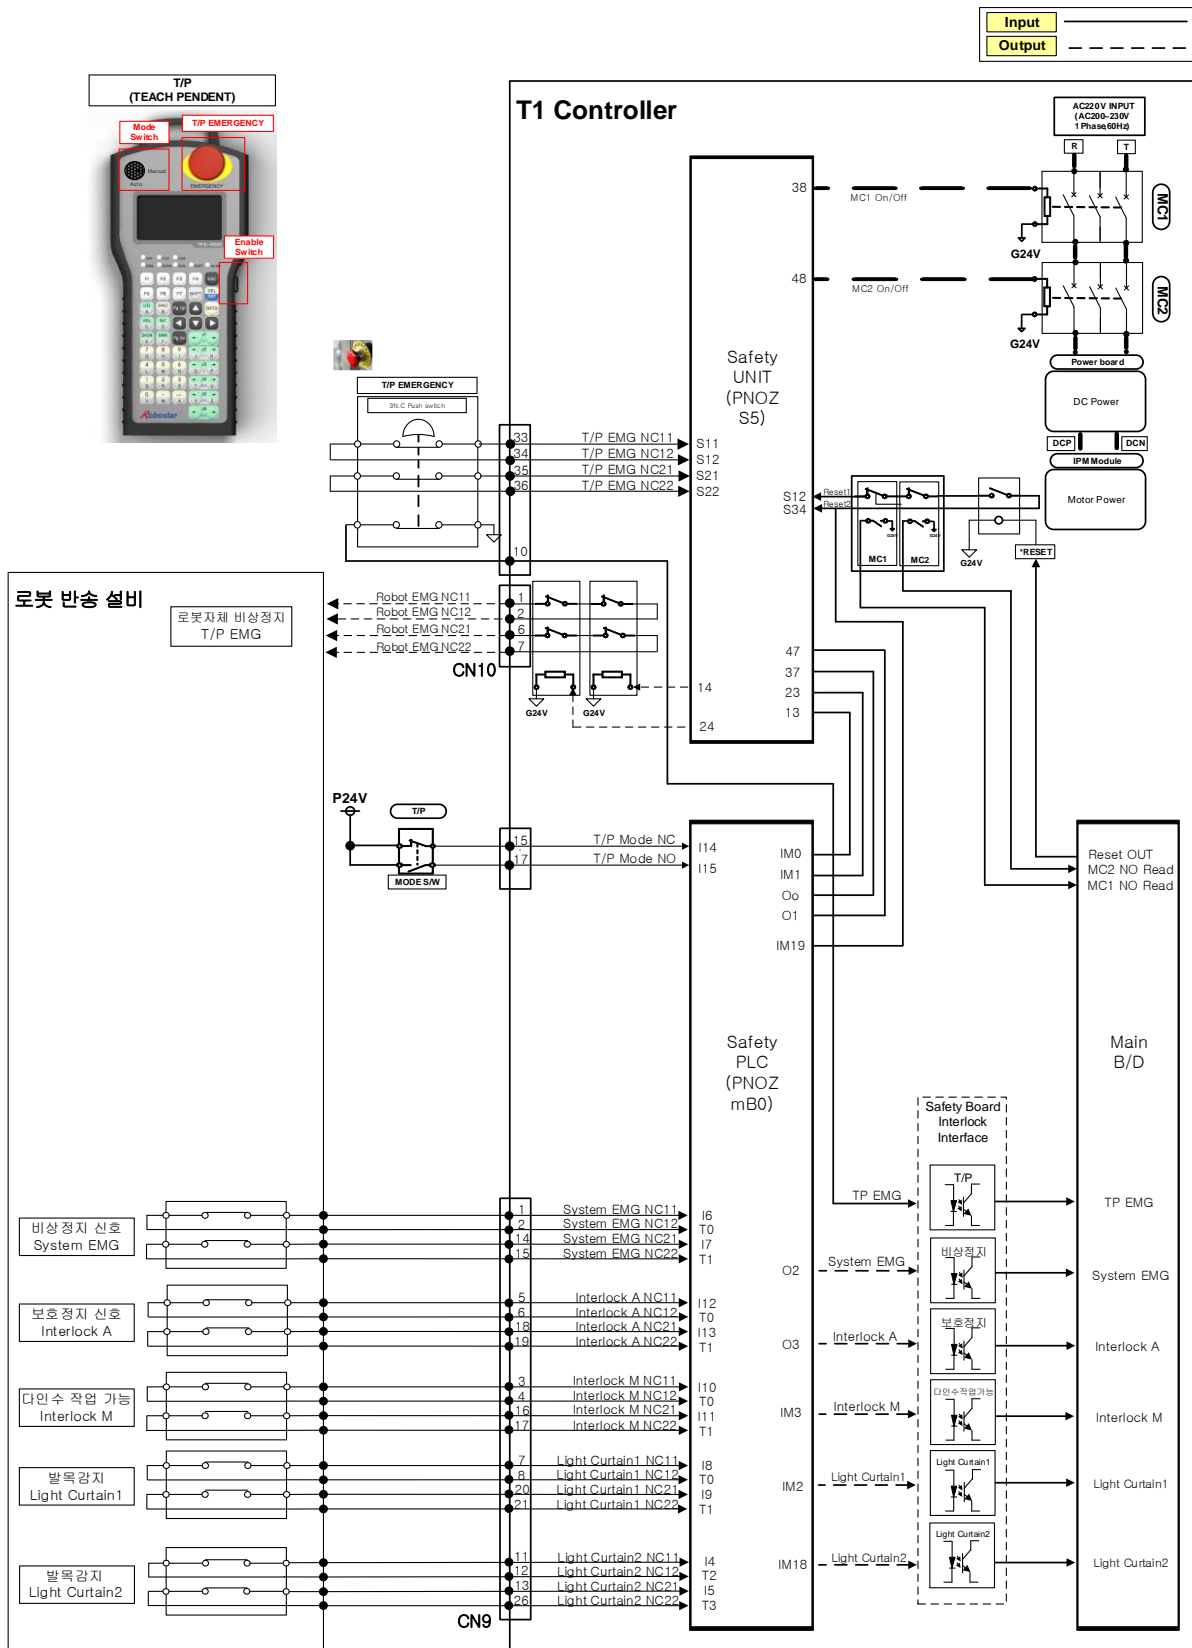 Input
Output
T/P
(TEACH PENDENT)
Mode
Switch
T/P EMERGENCY
Manual
Auto
EMERGENCY
Enable
Switch
Robostar
T1 Controller
AC220V INPUT
(AC200~230V
1 Phase,60Hz)
R
T
38
MC1 On/Off
G24V
MC1
48
MC2 On/Off
G24V
MC2
Power board
DC Power
DCP
DCN
IPM Module
Motor Power
Safety
UNIT
(PNOZ
S5)
T/P EMERGENCY
3N.C Push switch
33
T/P EMG NC11
S11
34
T/P EMG NC12
S12
35
T/P EMG NC21
S21
36
T/P EMG NC22
S22
10
S12
Reset1
S34
Reset2
G24V
G24V
MC1
MC2
G24V
*RESET
로봇 반송 설비
로봇자체 비상정지
T/P EMG
Robot EMG NC11
1
Robot EMG NC12
2
Robot EMG NC21
6
Robot EMG NC22
7
CN10
G24V
G24V
14
24
47
37
23
13
P24V
T/P
MODE S/W
15
T/P Mode NC
I14
17
T/P Mode NO
I15
IM0
IM1
Oo
O1
IM19
Reset OUT
MC2 NO Read
MC1 NO Read
Safety
PLC
(PNOZ
mB0)
Main
B/D
Safety Board
Interlock
Interface
비상정지 신호
System EMG
1
System EMG NC11
I6
2
System EMG NC12
T0
14
System EMG NC21
I7
15
System EMG NC22
T1
TP EMG
T/P
TP EMG
O2
System EMG
비상정지
System EMG
보호정지 신호
Interlock A
5
Interlock A NC11
I12
6
Interlock A NC12
T0
18
Interlock A NC21
I13
19
Interlock A NC22
T1
O3
Interlock A
보호정지
Interlock A
다인수 작업 가능
Interlock M
3
Interlock M NC11
I10
4
Interlock M NC12
T0
16
Interlock M NC21
I11
17
Interlock M NC22
T1
IM3
Interlock M
다인수작업가능
Interlock M
발목감지
Light Curtain1
7
Light Curtain1 NC11
I8
8
Light Curtain1 NC12
T0
20
Light Curtain1 NC21
I9
21
Light Curtain1 NC22
T1
IM2
Light Curtain1
Light Curtain1
Light Curtain1
발목감지
Light Curtain2
11
Light Curtain2 NC11
I4
12
Light Curtain2 NC12
T2
13
Light Curtain2 NC21
I5
26
Light Curtain2 NC22
T3
IM18
Light Curtain2
Light Curtain2
Light Curtain2
CN9